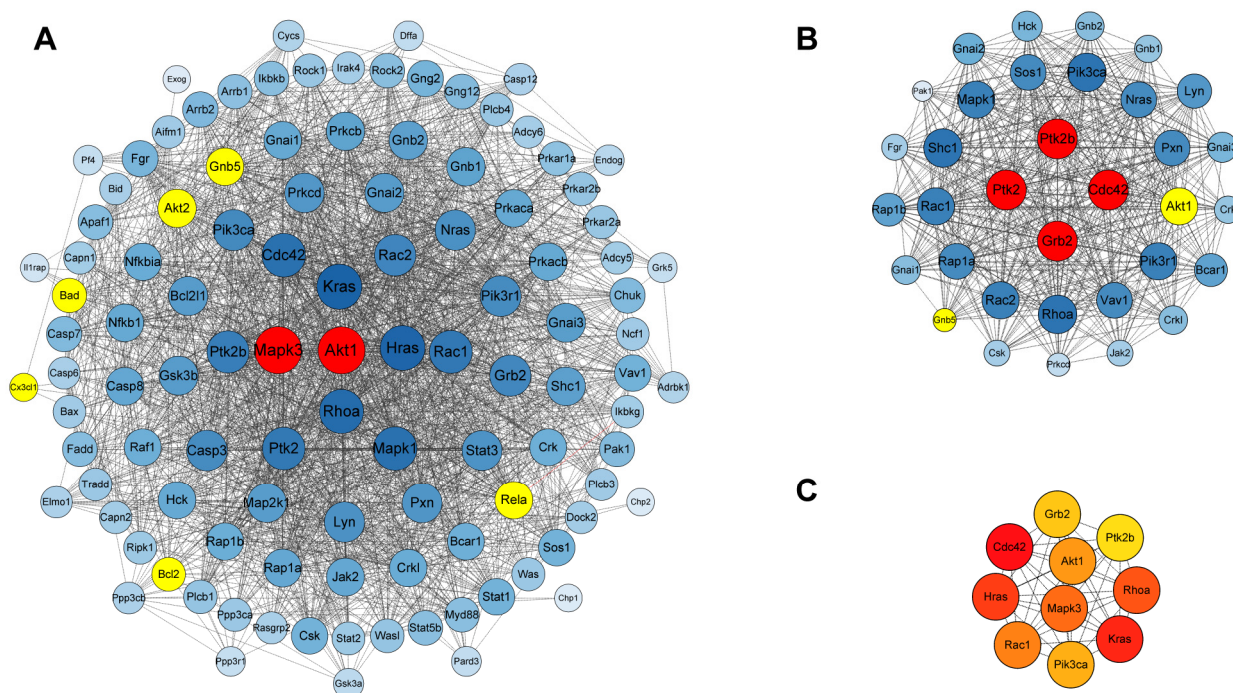 A
Cycs
Dffa
Exog
Ikbkb
Rock1
Irak4
Rock2
Gng2
Casp12
Arrb2
Arrb1
Gng12
Plcb4
Aifm1
Gnai1
Prkcb
Gnb2
Adcy6
Pf4
Fgr
Gnb5
Gnb1
Prkar1a
Endog
Bid
Akt2
Prkcd
Gnai2
Prkar2b
Apaf1
Pik3ca
Nras
Prkaca
Prkar2a
Capn1
Nfkbia
Cdc42
Rac2
Prkacb
Adcy5
Grk5
Il1rap
Bad
Bcl2l1
Kras
Pik3r1
Chuk
Casp7
Nfkb1
Gnai3
Ncf1
Cx3cl1
Casp6
Casp8
Gsk3b
Ptk2b
Mapk3
Akt1
Hras
Rac1
Grb2
Shc1
Vav1
Adrbk1
Bax
Rhoa
Ikbkg
Fadd
Raf1
Casp3
Ptk2
Mapk1
Stat3
Crk
Pak1
Tradd
Plcb3
Elmo1
Capn2
Hck
Map2k1
Lyn
Pxn
Rela
Dock2
Chp2
Ripk1
Rap1b
Bcar1
Sos1
Bcl2
Rap1a
Jak2
Crkl
Was
Ppp3cb
Plcb1
Stat1
Chp1
Ppp3ca
Rasgrp2
Csk
Stat2
Wasl
Stat5b
Myd88
Ppp3r1
Gsk3a
Pard3
B
Hck
Gnb2
Gnai2
Gnb1
Sos1
Pik3ca
Pak1
Mapk1
Nras
Lyn
Ptk2b
Fgr
Shc1
Pxn
Gnai3
Ptk2
Cdc42
Rap1b
Rac1
Akt1
Crk
Grb2
Gnai1
Rap1a
Pik3r1
Bcar1
Rac2
Rhoa
Vav1
Gnb5
Crkl
Csk
Prkcd
Jak2
C
Grb2
Cdc42
Ptk2b
Akt1
Hras
Rhoa
Mapk3
Rac1
Kras
Pik3ca